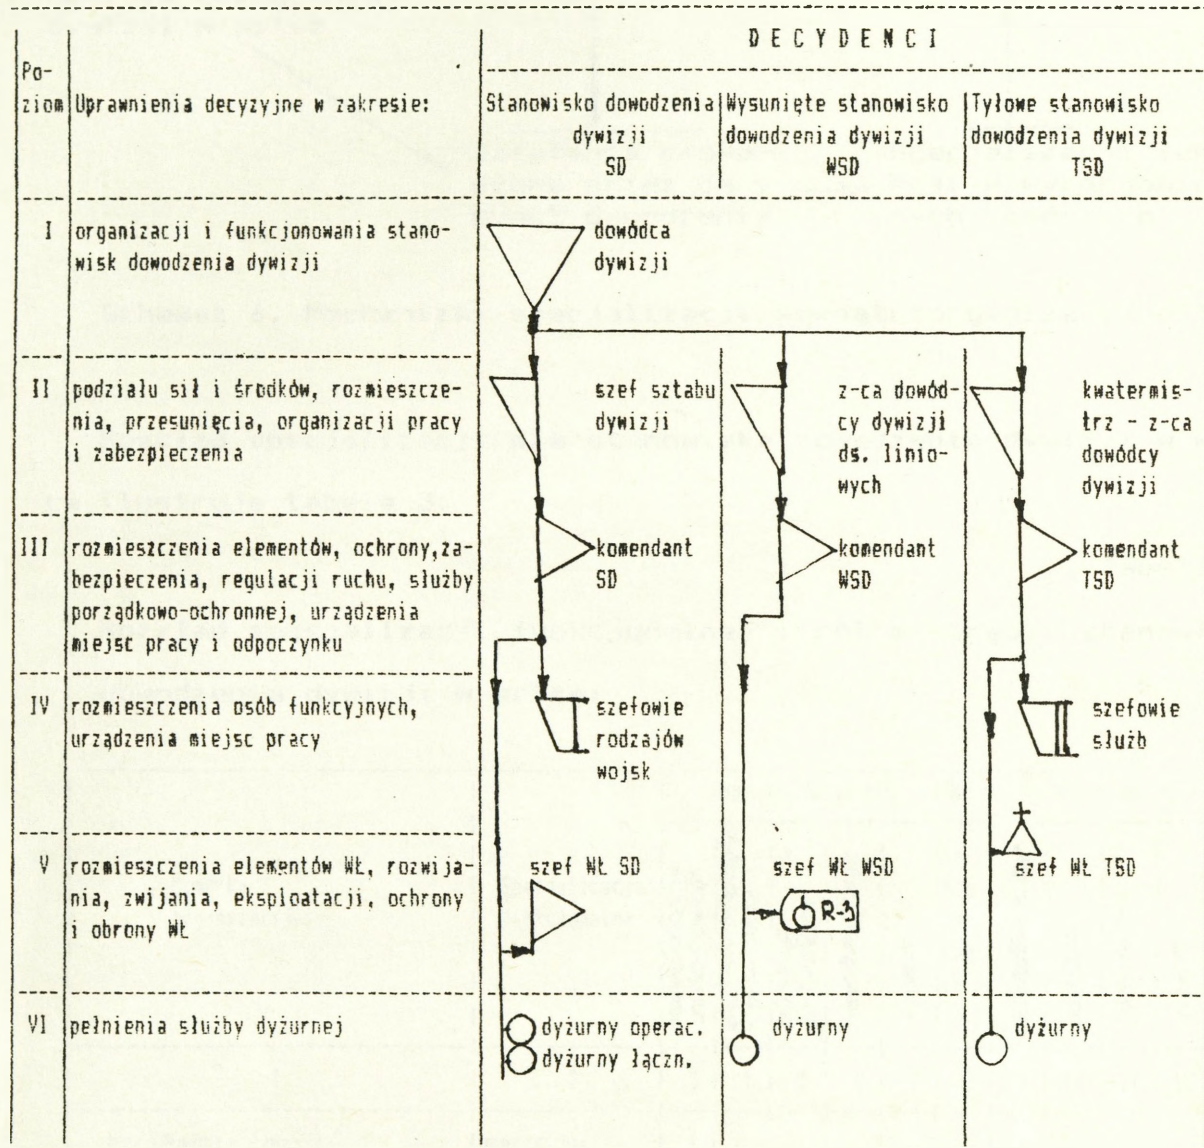 DECYDENCI
Po-
ziom
Uprawnienia decyzyjne w zakresie:
Stanowisko dowodzenia
dywizji
SD
Wysunięte stanowisko
dowodzenia dywizji
WSD
Tyłowe stanowisko
dowodzenia dywizji
TSD
I
organizacji i funkcjonowania stano-
wisk dowodzenia dywizji
dowódca
dywizji
II
podziału sił i środków, rozmieszcze-
nia, przesunięcia, organizacji pracy
i zabezpieczenia
szef sztabu
dywizji
z-ca dowód-
cy dywizji
ds. linio-
wych
kwatermis-
trz - z-ca
dowódcy
dywizji
III
rozmieszczenia elementów, ochrony,za-
bezpieczenia, regulacji ruchu, służby
porządkowo-ochronnej, urządzenia
miejsc pracy i odpoczynku
komendant
SD
komendant
WSD
komendant
TSD
IV
rozmieszczenia osób funkcyjnych,
urządzenia miejsc pracy
szefowie
rodzajów
wojsk
szefowie
służb
V
rozmieszczenia elementów WŁ, rozwija-
nia, zwijania, eksploatacji, ochrony
i obrony WŁ
szef WŁ SD
szef WŁ WSD
R-3
szef WŁ TSD
VI
pełnienia służby dyżurnej
dyżurny operac.
dyżurny łączn.
dyżurny
dyżurny